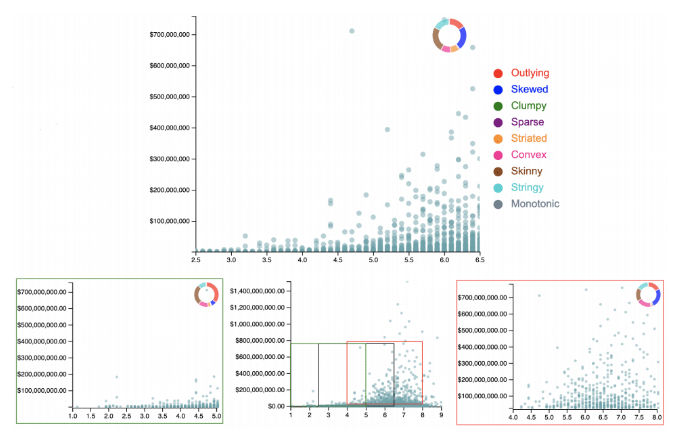 $700,000,000
$600,000,000
$500,000,000
$400,000,000
$300,000,000
$200,000,000
$100,000,000
2.5 3.0 3.5 4.0 4.5 5.0 5.5 6.0 6.5
Outlying
Skewed
Clumpy
Sparse
Striated
Convex
Skinny
Stringy
Monotonic
$700,000,000.00
$600,000,000.00
$500,000,000.00
$400,000,000.00
$300,000,000.00
$200,000,000.00
$100,000,000.00
1.0 1.5 2.0 2.5 3.0 3.5 4.0 4.5 5.0
$1,400,000,000.00
$1,200,000,000.00
$1,000,000,000.00
$800,000,000.00
$600,000,000.00
$400,000,000.00
$200,000,000.00
$0.00
1 2 3 4 5 6 7 8 9
$700,000,000.00
$600,000,000.00
$500,000,000.00
$400,000,000.00
$300,000,000.00
$200,000,000.00
$100,000,000.00
4.0 4.5 5.0 5.5 6.0 6.5 7.0 7.5 8.0